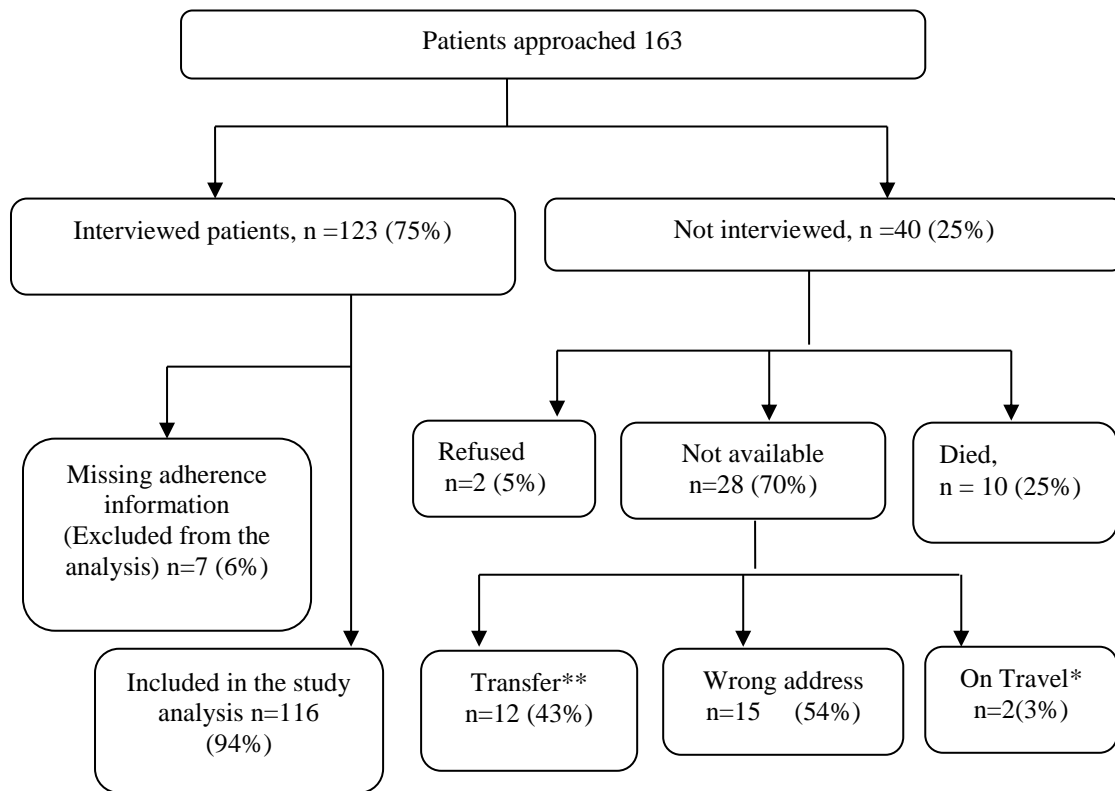 Patients approached 163
Interviewed patients, n =123 (75%)
Not interviewed, n =40 (25%)
Missing adherence
information
(Excluded from the
analysis) n=7 (6%)
Refused
n=2 (5%)
Not available
n=28 (70%)
Died,
n = 10 (25%)
Included in the study
analysis n=116
(94%)
Transfer**
n=12 (43%)
Wrong address
n=15 (54%)
On Travel*
n=2(3%)